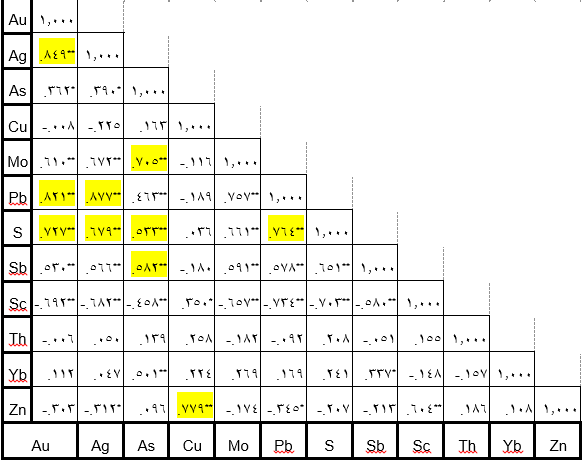 Au ١,٠٠٠
Ag .٨٤٩** ١,٠٠٠
As .٣٦٢* .٣٩٠* ١,٠٠٠
Cu -.٠٠٨ -.٢٢٥ .١٦٣ ١,٠٠٠
Mo .٦١٠** .٦٧٢** .٧٠٥** -.١١٦ ١,٠٠٠
Pb .٨٢١** .٨٧٧** .٤٦٣** -.١٨٩ .٧٥٧** ١,٠٠٠
S .٧٢٧** .٦٧٩** .٥٣٣** .٠٣٦ .٦٦١** .٧٦٤** ١,٠٠٠
Sb .٥٣٠** .٥٦٦** .٥٨٢** -.١٨٠ .٥٩١** .٥٧٨** .٦٥١** ١,٠٠٠
Sc -.٦٩٢** -.٦٨٢** -.٤٥٨** .٣٥٠* -.٦٥٧** -.٧٣٤** -.٧٠٣** -.٥٨٠** ١,٠٠٠
Th -.٠٠٦ .٠٥٠ .١٣٩ .٢٥٨ -.١٨٢ -.٠٩٢ .٢٠٨ -.٠٥١ .١٥٥ ١,٠٠٠
Yb .١١٢ .٠٤٧ .٥٠١** .٢٢٤ .٢٦٩ .١٦٩ .٢٤١ .٣٣٧* -.١٤٨ -.١٥٧ ١,٠٠٠
Zn -.٣٠٣ -.٣١٢* .٠٩٦ .٧٧٩** -.١٧٤ -.٣٤٥* -.٢٠٧ -.٢١٣ .٦٠٤** .١٨٦ .١٠٨ ١,٠٠٠
Au Ag As Cu Mo Pb S Sb Sc Th Yb Zn